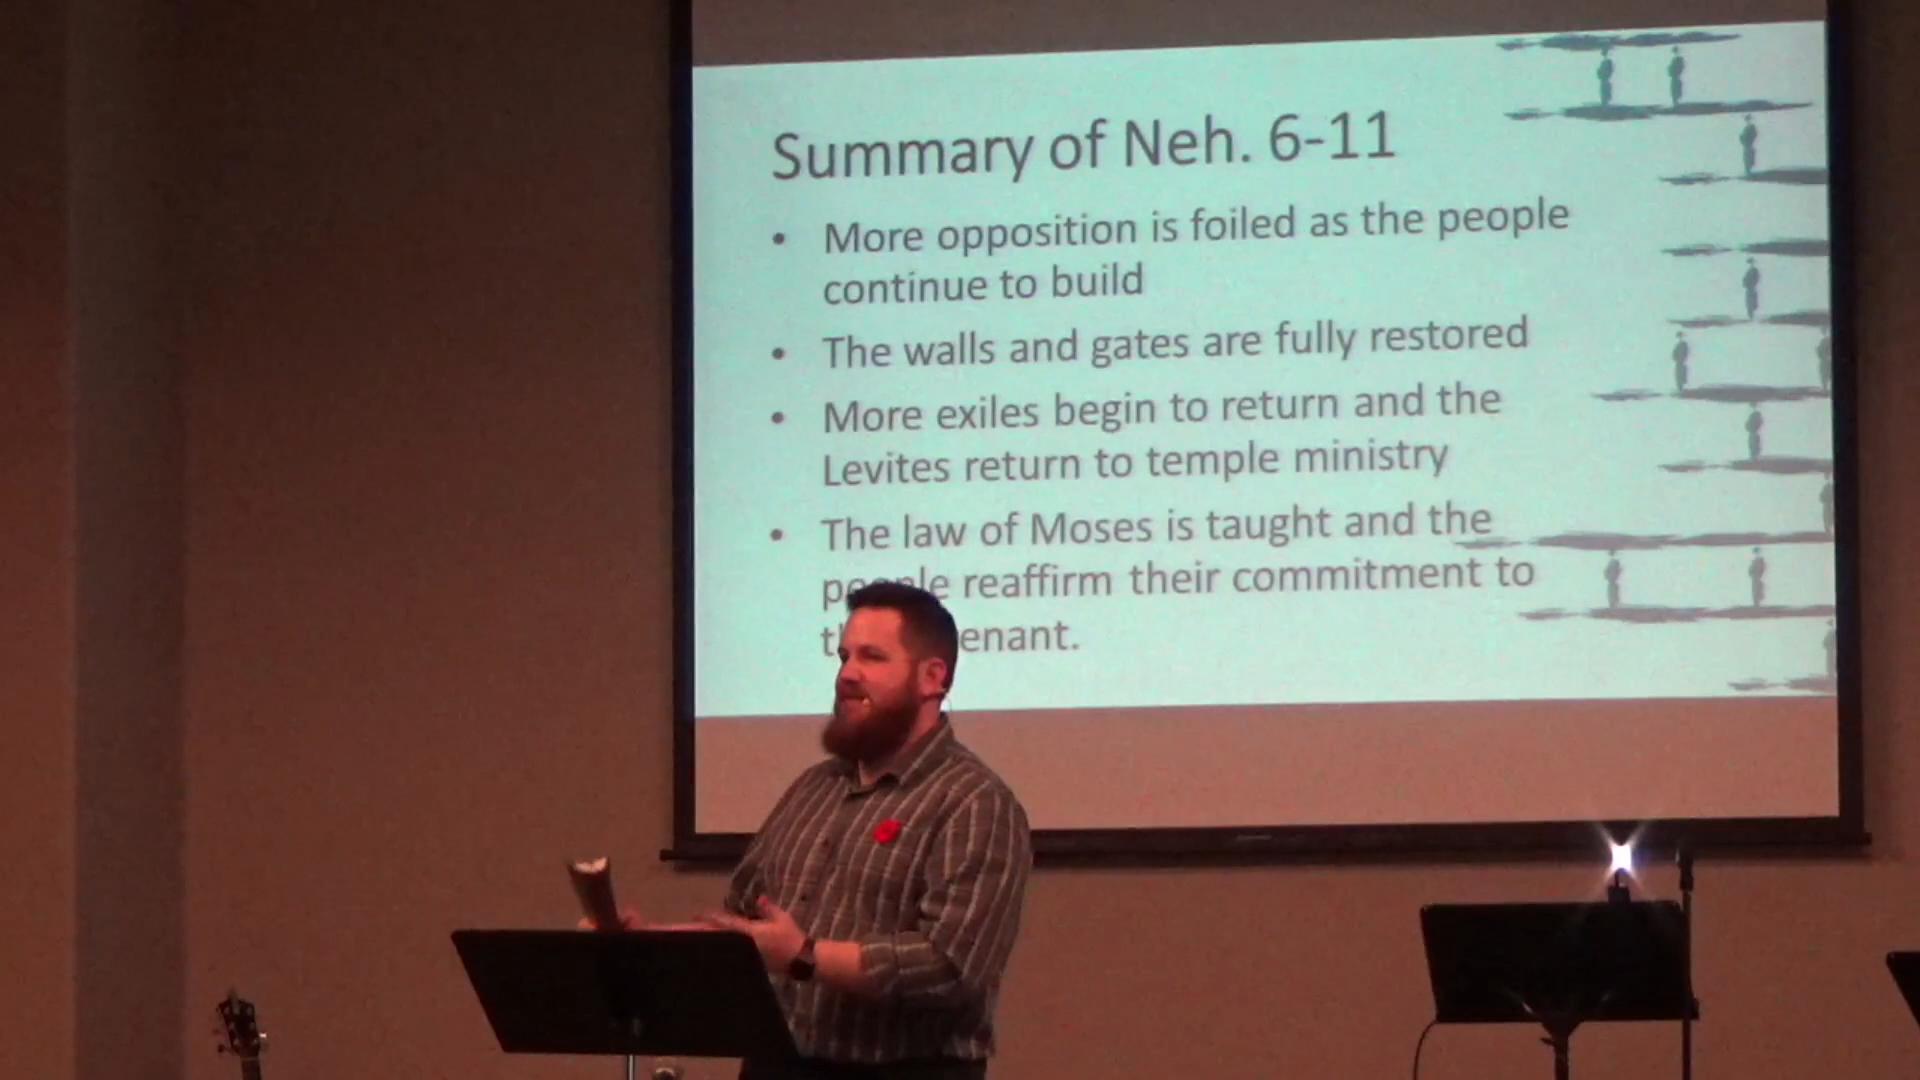 Summary of Neh. 6-11
• More opposition is foiled as the people
continue to build
• The walls and gates are fully restored
• More exiles begin to return and the
Levites return to temple ministry
• The law of Moses is taught and the
people reaffirm their commitment to
enant.